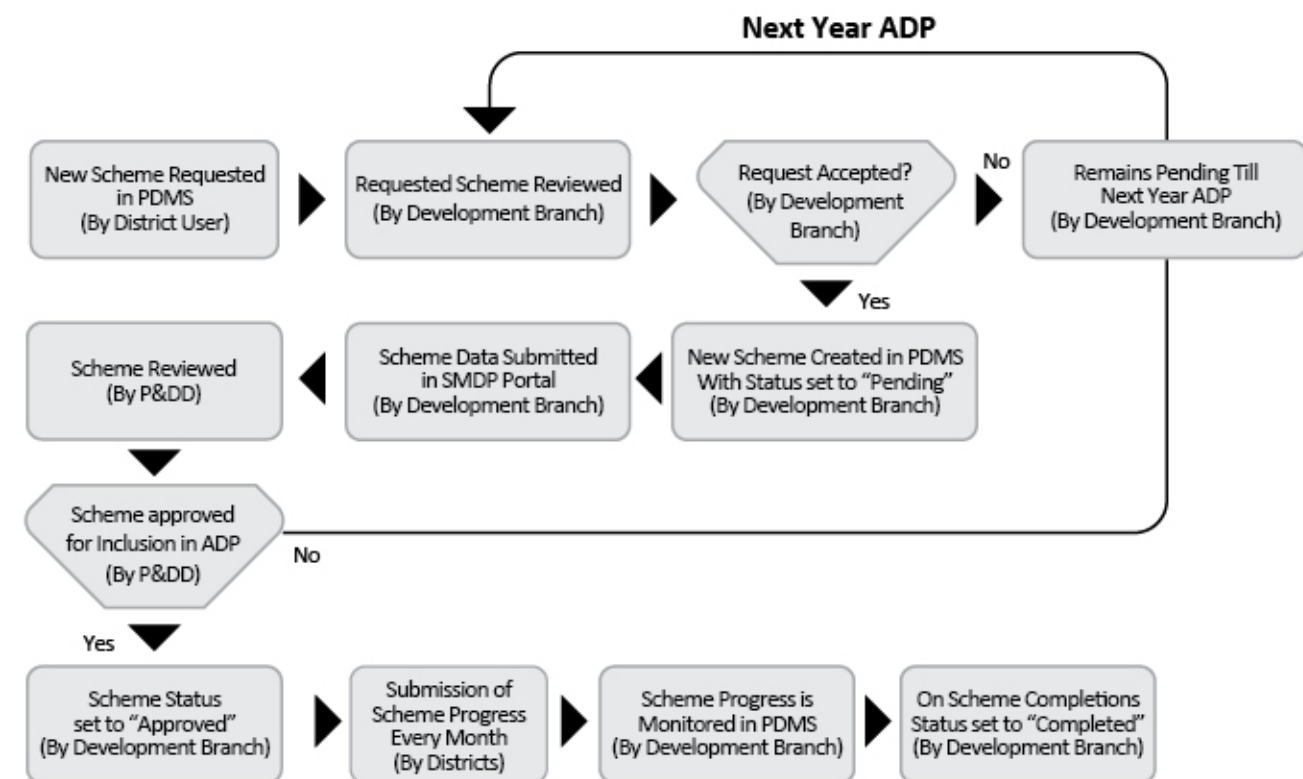 Next Year ADP
New Scheme Requested
in PDMS
(By District User)
Requested Scheme Reviewed
(By Development Branch)
Request Accepted?
(By Development
Branch)
No
Remains Pending Till
Next Year ADP
(By Development Branch)
Yes
New Scheme Created in PDMS
With Status set to “Pending”
(By Development Branch)
Scheme Data Submitted
in SMDP Portal
(By Development Branch)
Scheme Reviewed
(By P&DD)
Scheme approved
for Inclusion in ADP
(By P&DD)
No
Yes
Scheme Status
set to “Approved”
(By Development Branch)
Submission of
Scheme Progress
Every Month
(By Districts)
Scheme Progress is
Monitored in PDMS
(By Development Branch)
On Scheme Completions
Status set to “Completed”
(By Development Branch)